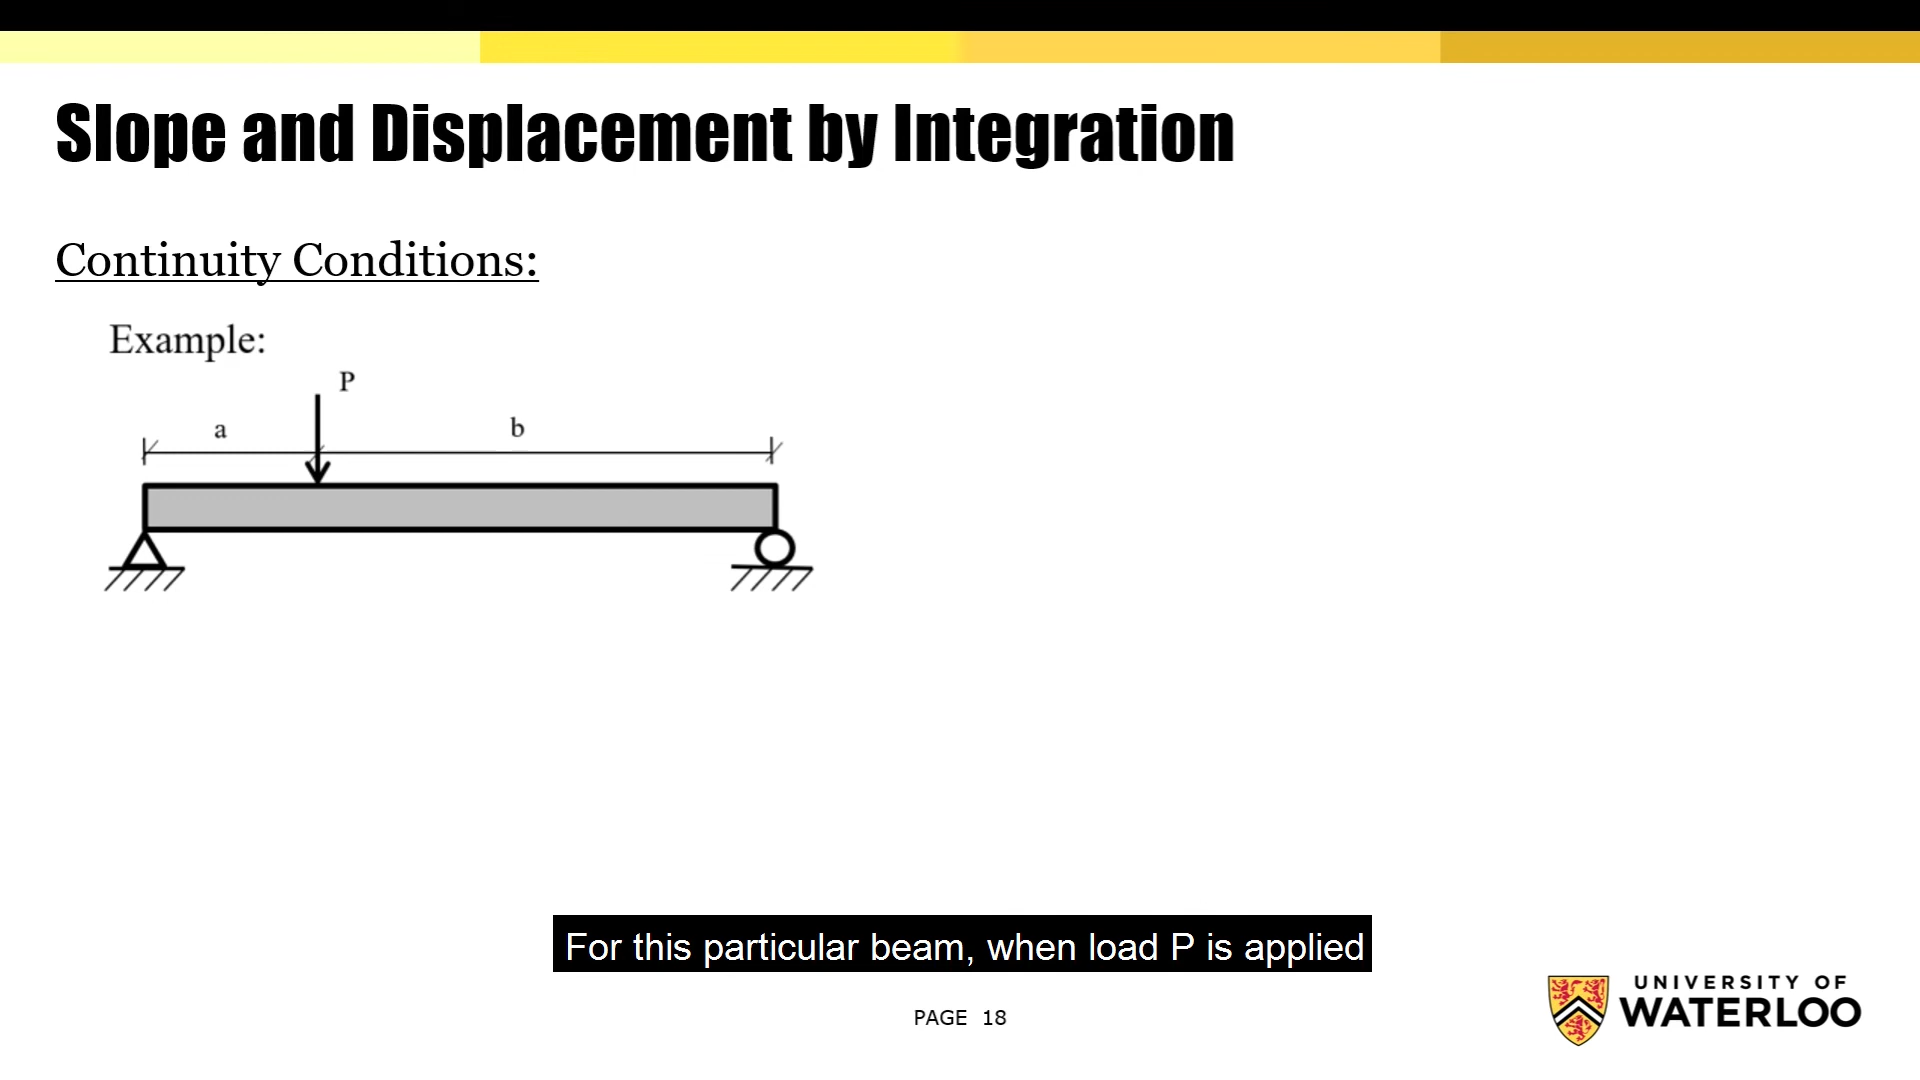 Slope and Displacement by Integration
Continuity Conditions:
Example:
P
a
b
For this particular beam, when load P is applied
PAGE 18
UNIVERSITY OF
WATERLOO